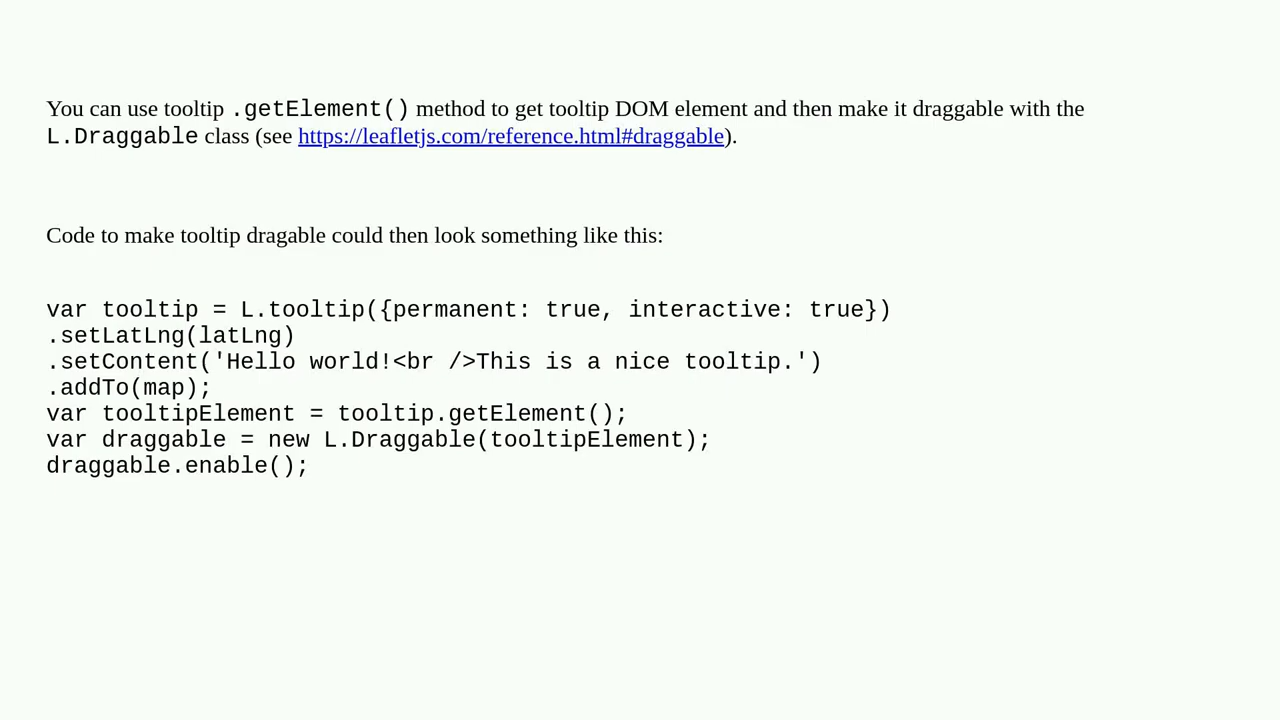 You can use tooltip .getElement() method to get tooltip DOM element and then make it draggable with the
L.Draggable class (see https://leafletjs.com/reference.html#draggable).
Code to make tooltip dragable could then look something like this:
var tooltip = L.tooltip({permanent: true, interactive: true})
.setLatLng(latLng)
.setContent('Hello world!<br />This is a nice tooltip.')
.addTo(map);
var tooltipElement = tooltip.getElement();
var draggable = new L.Draggable(tooltipElement);
draggable.enable();